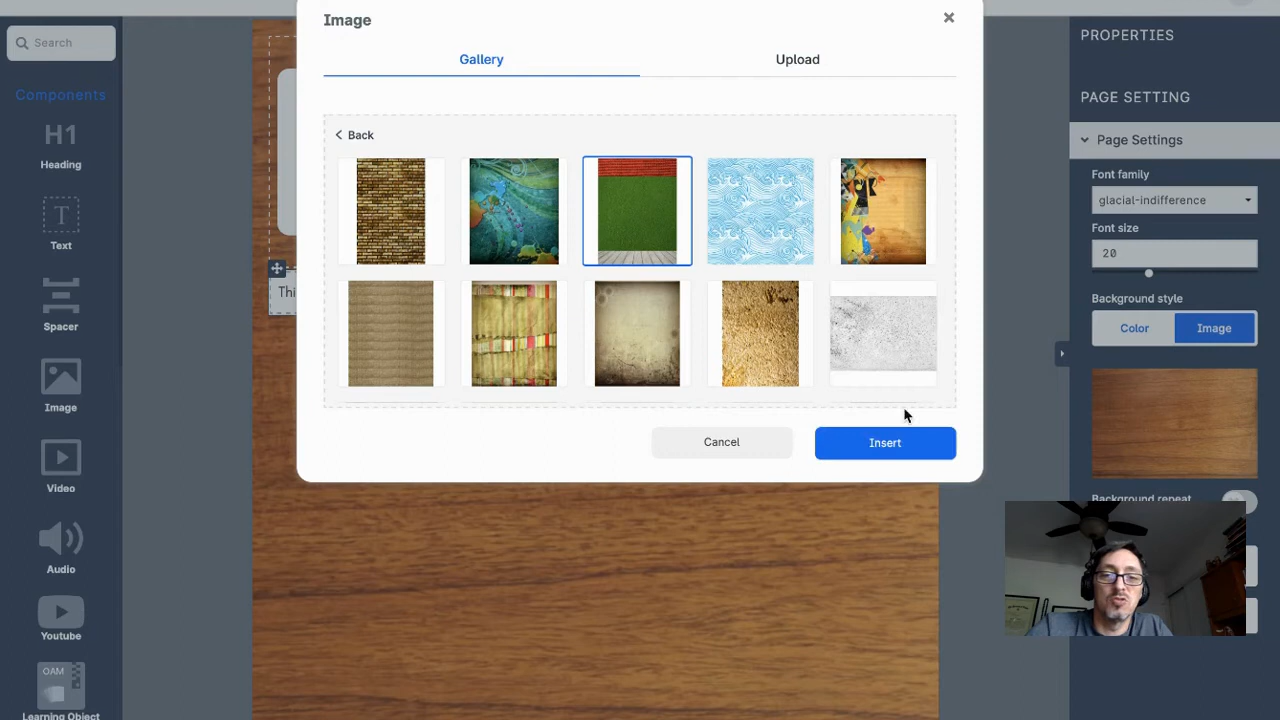 Search
Components
H1
Heading
T
Text
Spacer
Image
Video
Audio
Youtube
OAM
Learning Object
Thi
Image
Gallery
Upload
Back
Cancel
Insert
PROPERTIES
PAGE SETTING
Page Settings
Font family
glacial-indifference
Font size
20
Background style
Color
Image
Background repeat